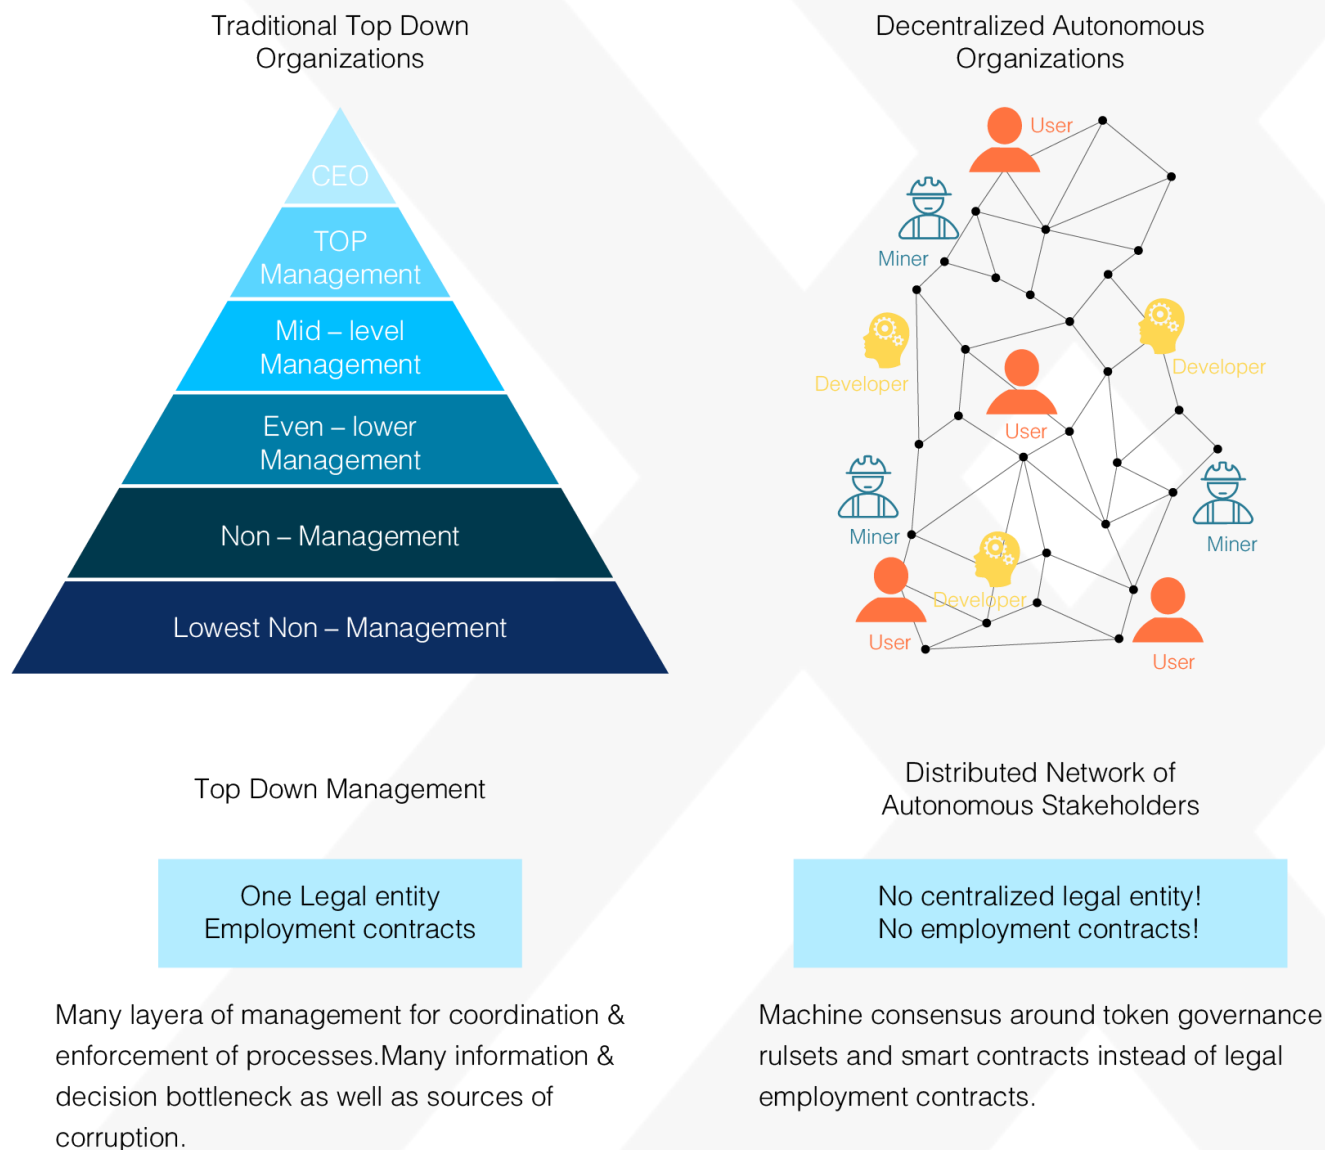 Traditional Top Down
Organizations
CEO
TOP
Management
Mid – level
Management
Even – lower
Management
Non – Management
Lowest Non – Management
Top Down Management
One Legal entity
Employment contracts
Many layera of management for coordination &
enforcement of processes.Many information &
decision bottleneck as well as sources of
corruption.
Decentralized Autonomous
Organizations
User
Miner
Developer
Developer
User
Miner
Miner
Developer
User
User
Distributed Network of
Autonomous Stakeholders
No centralized legal entity!
No employment contracts!
Machine consensus around token governance
rulsets and smart contracts instead of legal
employment contracts.